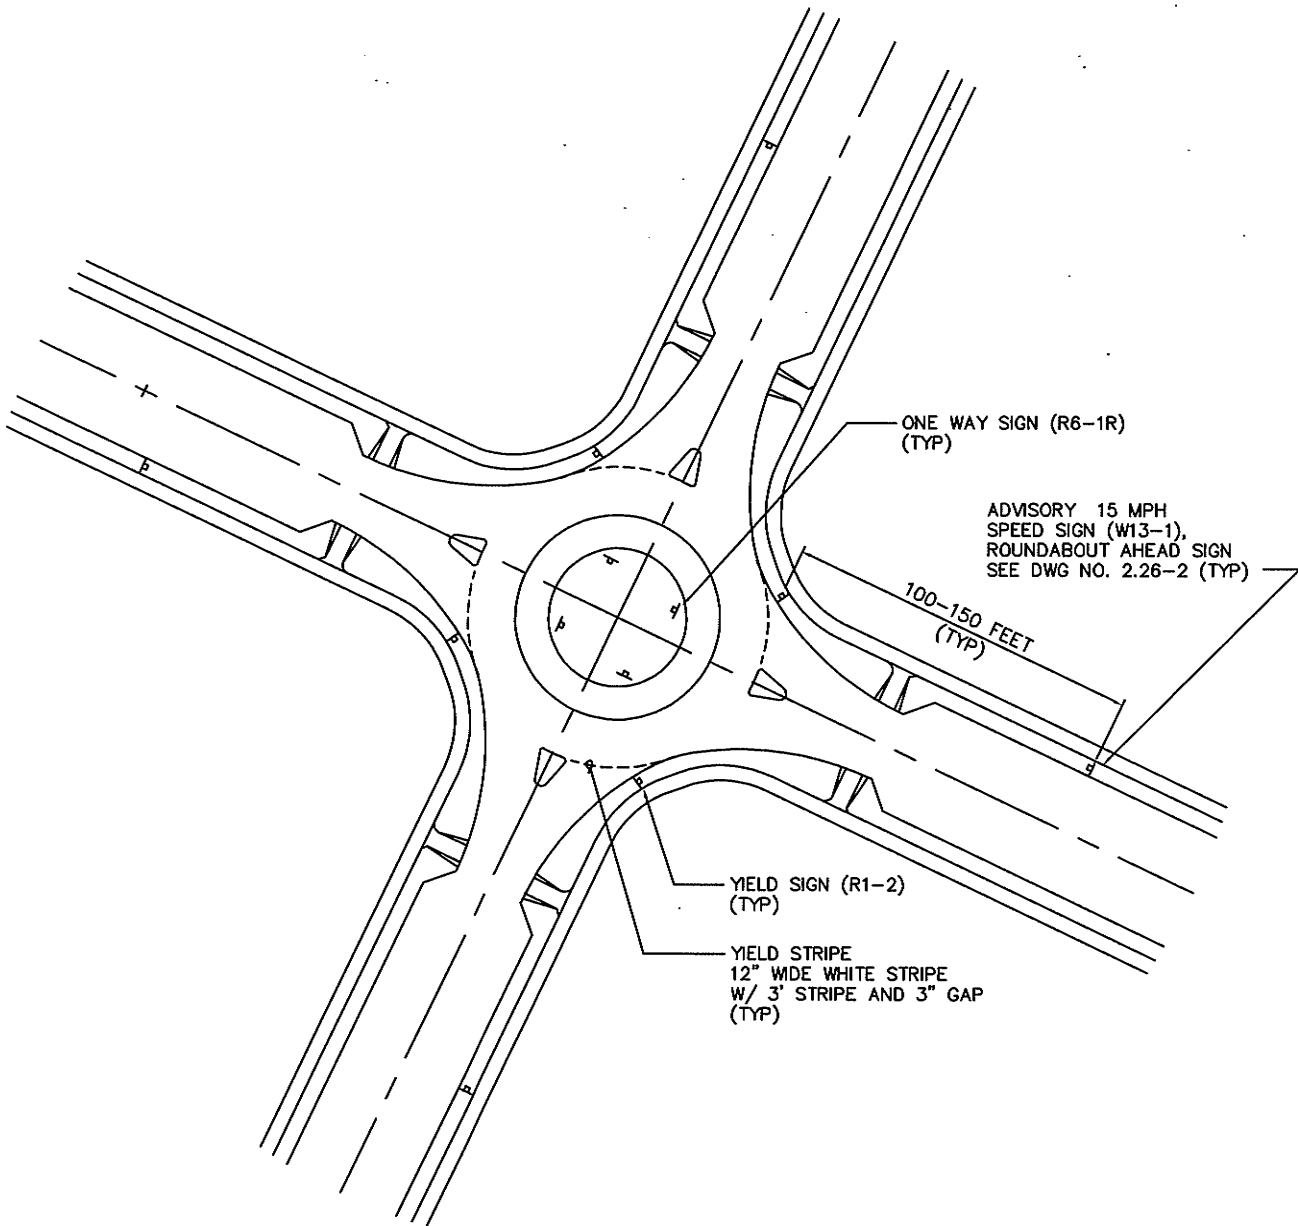 ONE WAY SIGN (R6-1R)
(TYP)
ADVISORY 15 MPH
SPEED SIGN (W13-1),
ROUNDABOUT AHEAD SIGN
SEE DWG NO. 2.26-2 (TYP)
100-150 FEET
(TYP)
YIELD SIGN (R1-2)
(TYP)
YIELD STRIPE
12" WIDE WHITE STRIPE
W/ 3' STRIPE AND 3" GAP
(TYP)